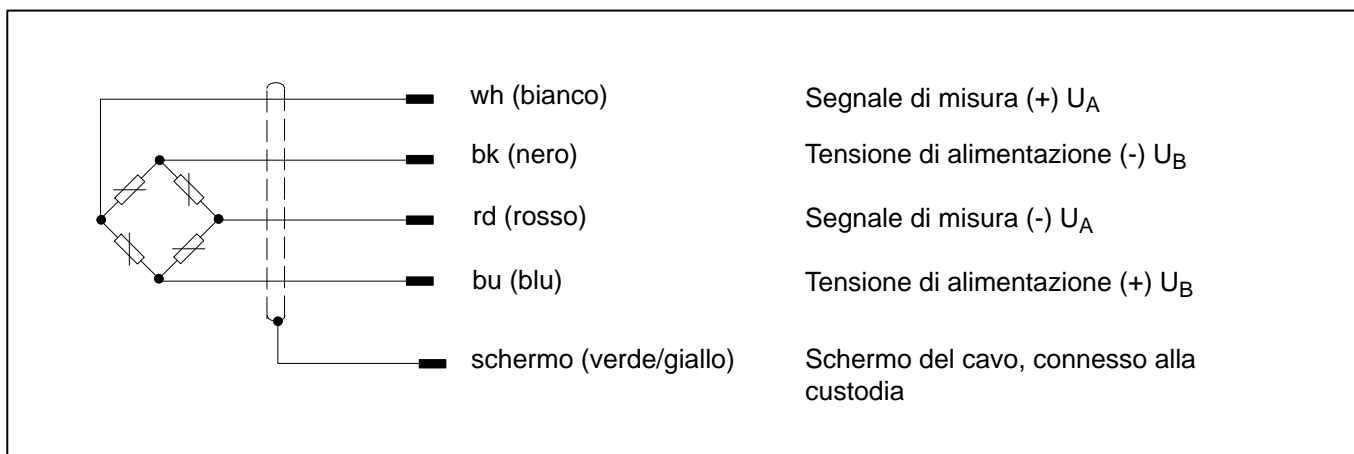 wh (bianco) Segnale di misura (+) UA
bk (nero) Tensione di alimentazione (-) UB
rd (rosso) Segnale di misura (-) UA
bu (blu) Tensione di alimentazione (+) UB
schermo (verde/giallo) Schermo del cavo, connesso alla
custodia